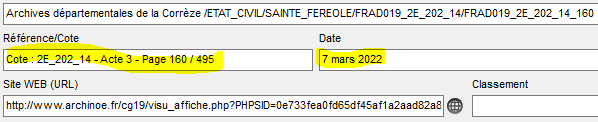 Archives départementales de la Corrèze /ETAT_CIVIL/SAINTE_FEREOLE/FRAD019_2E_202_14/FRAD019_2E_202_14_160
Référence/Cote Date
Cote : 2E_202_14 - Acte 3 - Page 160 / 495 7 mars 2022
Site WEB (URL) Classement
http://www.archinoe.fr/cg19/visu_affiche.php?PHPSID=0e733fea0fd65df45af1a2aad82a8